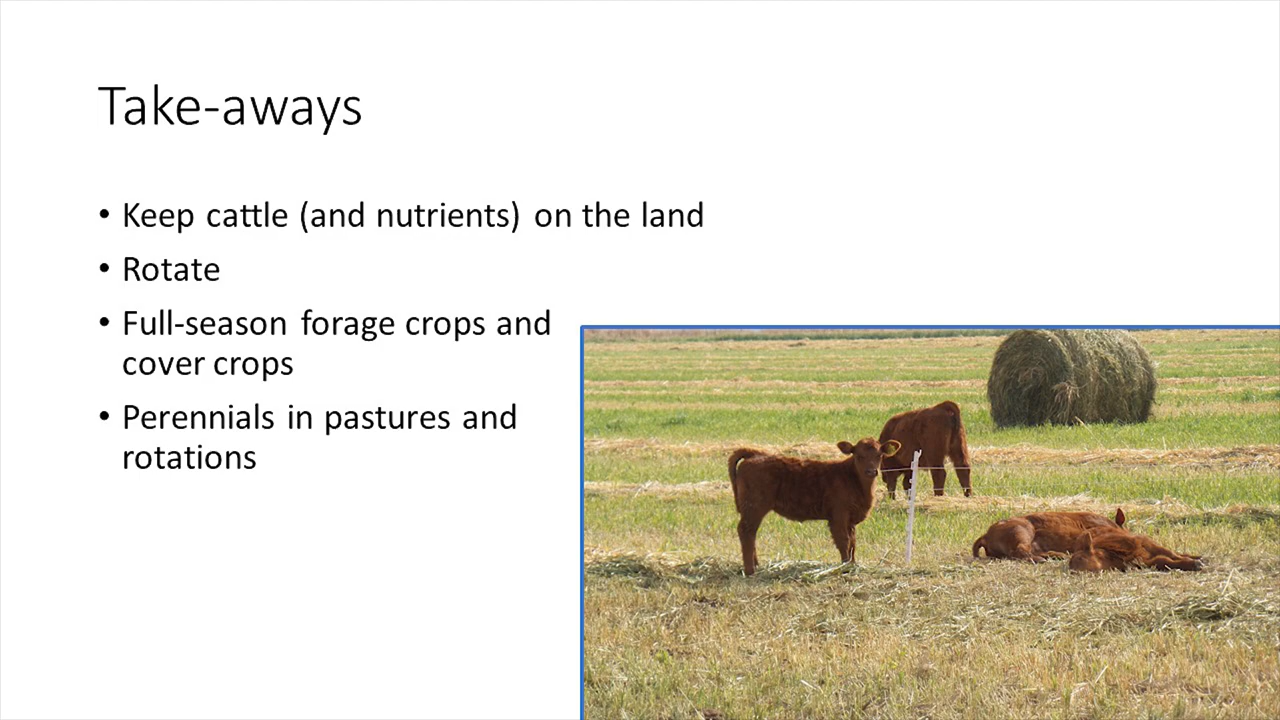 Take-aways
• Keep cattle (and nutrients) on the land
• Rotate
• Full-season forage crops and
cover crops
• Perennials in pastures and
rotations